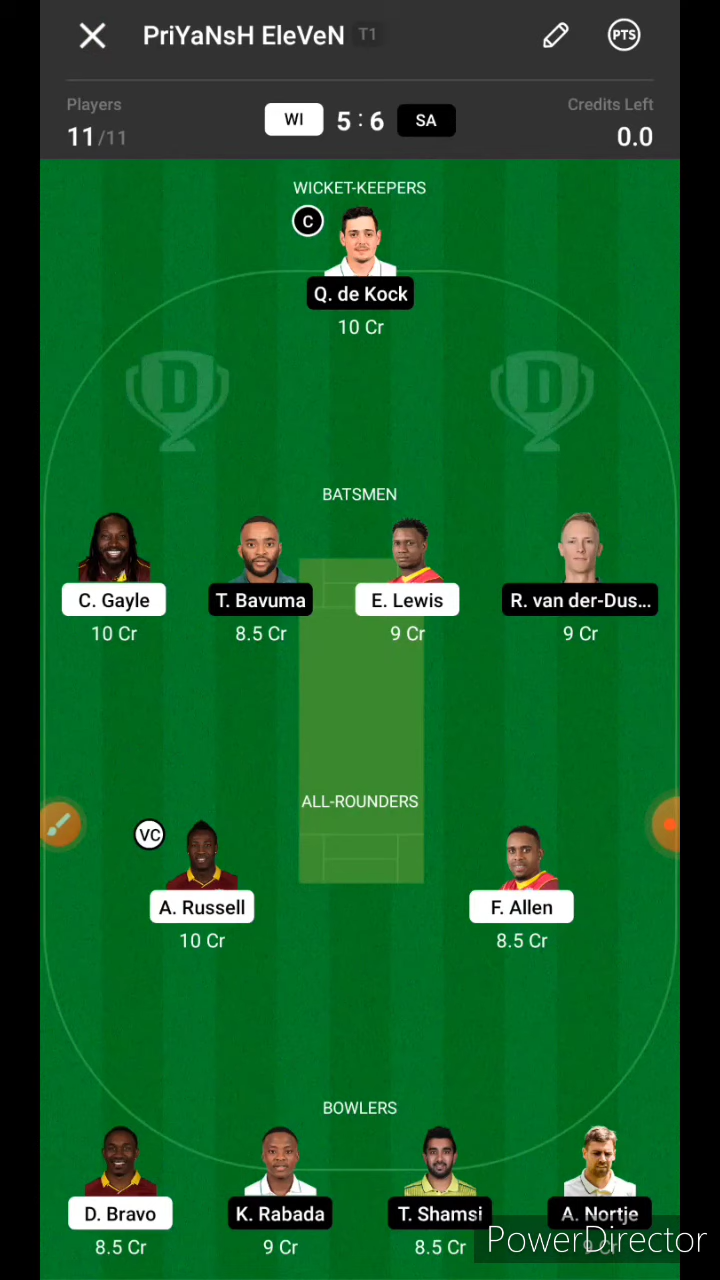 PriYaNsH EleVeN T1
PTS
Players
11/11
WI 5 : 6 SA
Credits Left
0.0
WICKET-KEEPERS
C
Q. de Kock
10 Cr
D D
BATSMEN
C. Gayle T. Bavuma E. Lewis R. van der-Dus...
10 Cr 8.5 Cr 9 Cr 9 Cr
ALL-ROUNDERS
VC
A. Russell F. Allen
10 Cr 8.5 Cr
BOWLERS
D. Bravo K. Rabada T. Shamsi A. Nortje
8.5 Cr 9 Cr 8.5 Cr 9 Cr
PowerDirector